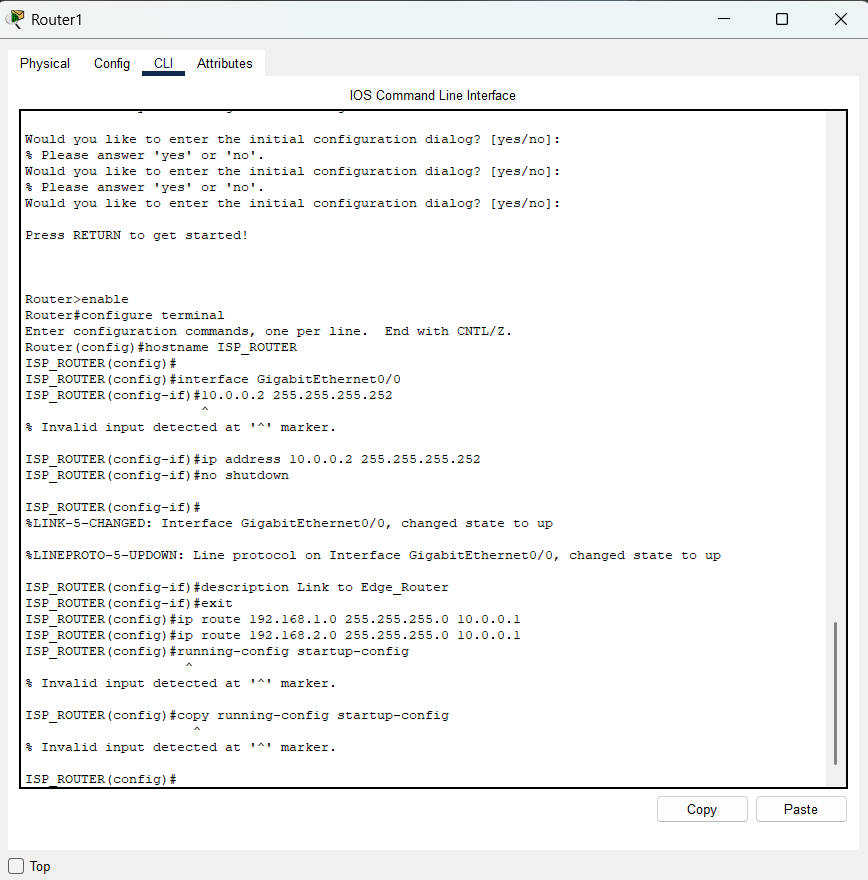 Router1
Physical Config CLI Attributes
IOS Command Line Interface
Would you like to enter the initial configuration dialog? [yes/no]:
% Please answer 'yes' or 'no'.
Would you like to enter the initial configuration dialog? [yes/no]:
% Please answer 'yes' or 'no'.
Would you like to enter the initial configuration dialog? [yes/no]:
Press RETURN to get started!
Router>enable
Router#configure terminal
Enter configuration commands, one per line.  End with CNTL/Z.
Router(config)#hostname ISP_ROUTER
ISP_ROUTER(config)#
ISP_ROUTER(config)#interface GigabitEthernet0/0
ISP_ROUTER(config-if)#10.0.0.2 255.255.255.252
^
% Invalid input detected at '^' marker.
ISP_ROUTER(config-if)#ip address 10.0.0.2 255.255.255.252
ISP_ROUTER(config-if)#no shutdown
ISP_ROUTER(config-if)#
%LINK-5-CHANGED: Interface GigabitEthernet0/0, changed state to up
%LINEPROTO-5-UPDOWN: Line protocol on Interface GigabitEthernet0/0, changed state to up
ISP_ROUTER(config-if)#description Link to Edge_Router
ISP_ROUTER(config-if)#exit
ISP_ROUTER(config)#ip route 192.168.1.0 255.255.255.0 10.0.0.1
ISP_ROUTER(config)#ip route 192.168.2.0 255.255.255.0 10.0.0.1
ISP_ROUTER(config)#running-config startup-config
^
% Invalid input detected at '^' marker.
ISP_ROUTER(config)#copy running-config startup-config
^
% Invalid input detected at '^' marker.
ISP_ROUTER(config)#
Copy Paste
Top